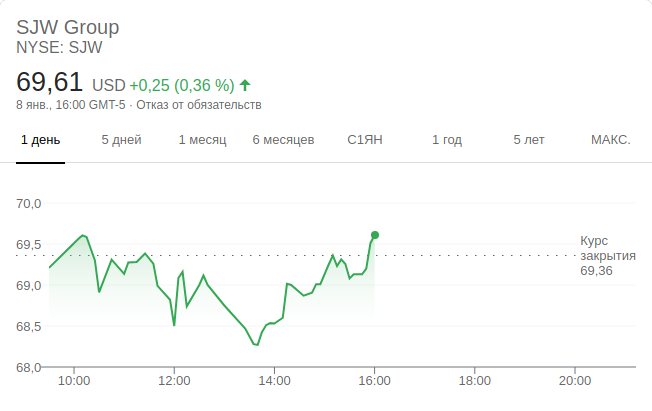 SJW Group
NYSE: SJW
69,61 USD +0,25 (0,36 %)
8 янв., 16:00 GMT-5 · Отказ от обязательств
1 день 5 дней 1 месяц 6 месяцев С1ЯН 1 год 5 лет МАКС.
70,0
69,5
69,0
68,5
68,0
Курс
закрытия
69,36
10:00 12:00 14:00 16:00 18:00 20:00